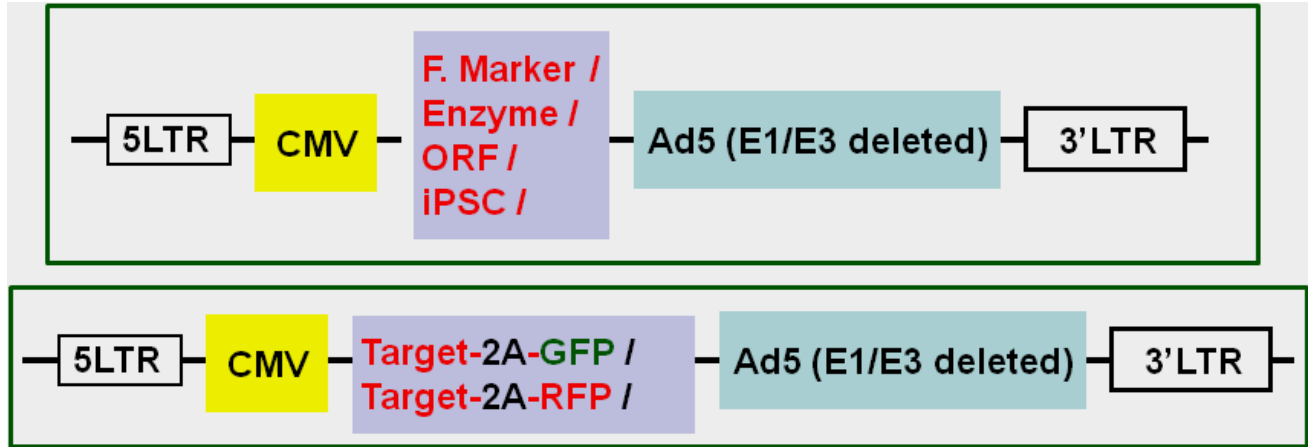 5LTR
CMV
F. Marker /
Enzyme /
ORF /
iPSC /
Ad5 (E1/E3 deleted)
3'LTR
5LTR
CMV
Target-2A-GFP /
Target-2A-RFP /
Ad5 (E1/E3 deleted)
3'LTR